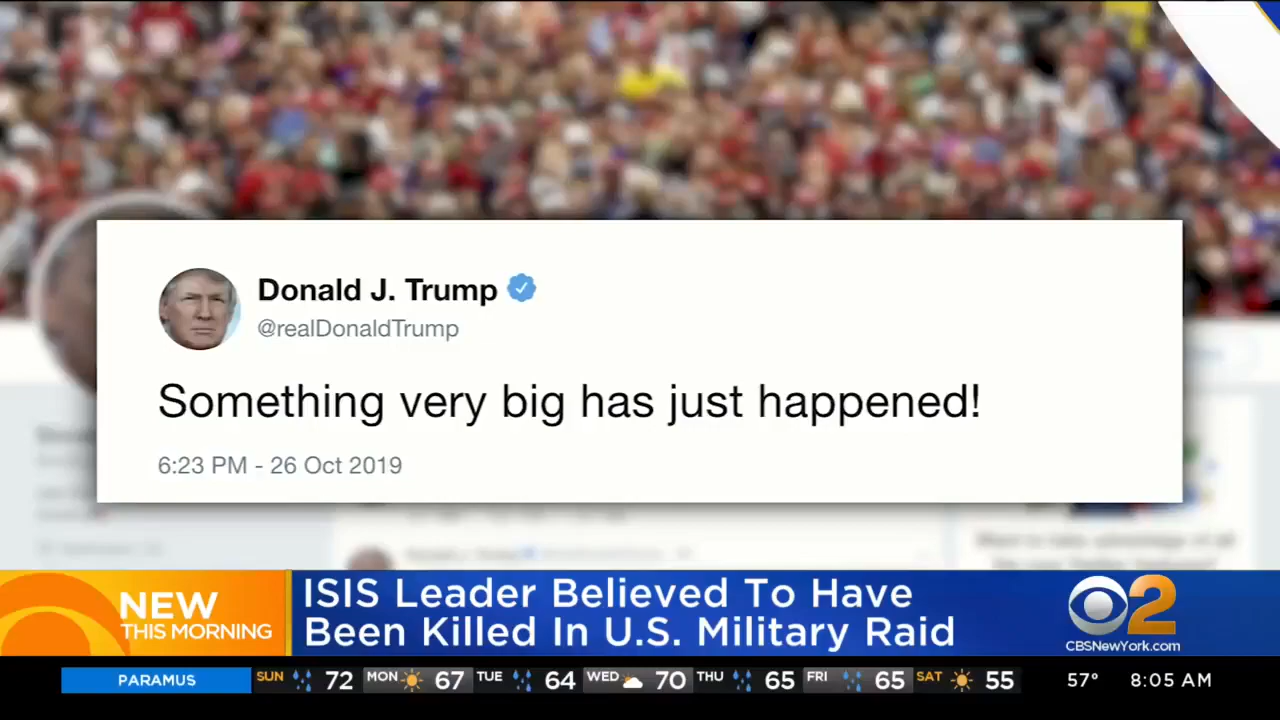 Donald J. Trump
@realDonaldTrump
Something very big has just happened!
6:23 PM - 26 Oct 2019
NEW
THIS MORNING
ISIS Leader Believed To Have
Been Killed In U.S. Military Raid
2
CBSNewYork.com
PARAMUS SUN 72 MON 67 TUE 64 WED 70 THU 65 FRI 65 SAT 55 57° 8:05 AM